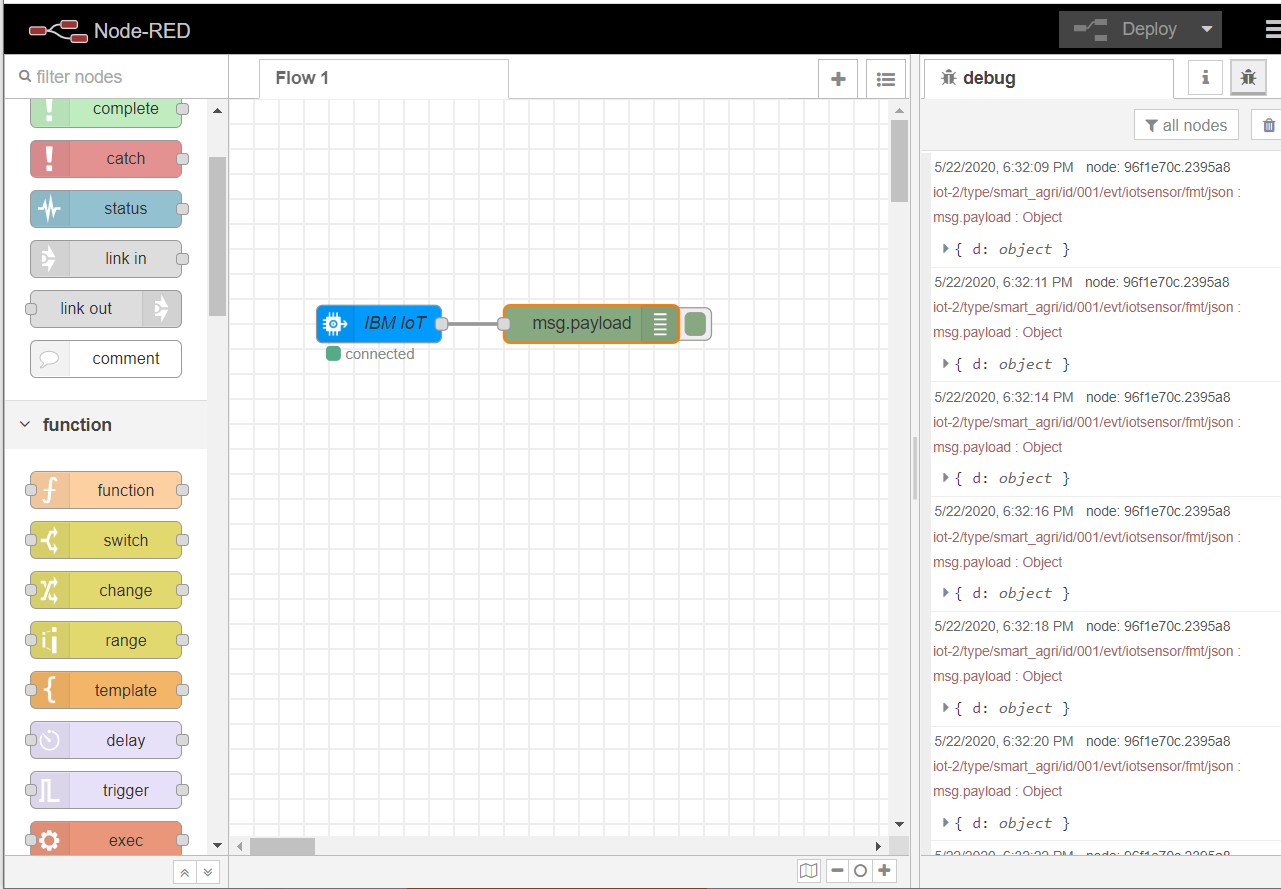 Node-RED
Deploy
filter nodes
complete
catch
status
link in
link out
comment
function
function
switch
change
range
template
delay
trigger
exec
Flow 1
IBM IoT
connected
msg.payload
debug
i
all nodes
5/22/2020, 6:32:09 PM node: 96f1e70c.2395a8
iot-2/type/smart_agri/id/001/evt/iotsensor/fmt/json :
msg.payload : Object
{ d: object }
5/22/2020, 6:32:11 PM node: 96f1e70c.2395a8
iot-2/type/smart_agri/id/001/evt/iotsensor/fmt/json :
msg.payload : Object
{ d: object }
5/22/2020, 6:32:14 PM node: 96f1e70c.2395a8
iot-2/type/smart_agri/id/001/evt/iotsensor/fmt/json :
msg.payload : Object
{ d: object }
5/22/2020, 6:32:16 PM node: 96f1e70c.2395a8
iot-2/type/smart_agri/id/001/evt/iotsensor/fmt/json :
msg.payload : Object
{ d: object }
5/22/2020, 6:32:18 PM node: 96f1e70c.2395a8
iot-2/type/smart_agri/id/001/evt/iotsensor/fmt/json :
msg.payload : Object
{ d: object }
5/22/2020, 6:32:20 PM node: 96f1e70c.2395a8
iot-2/type/smart_agri/id/001/evt/iotsensor/fmt/json :
msg.payload : Object
{ d: object }